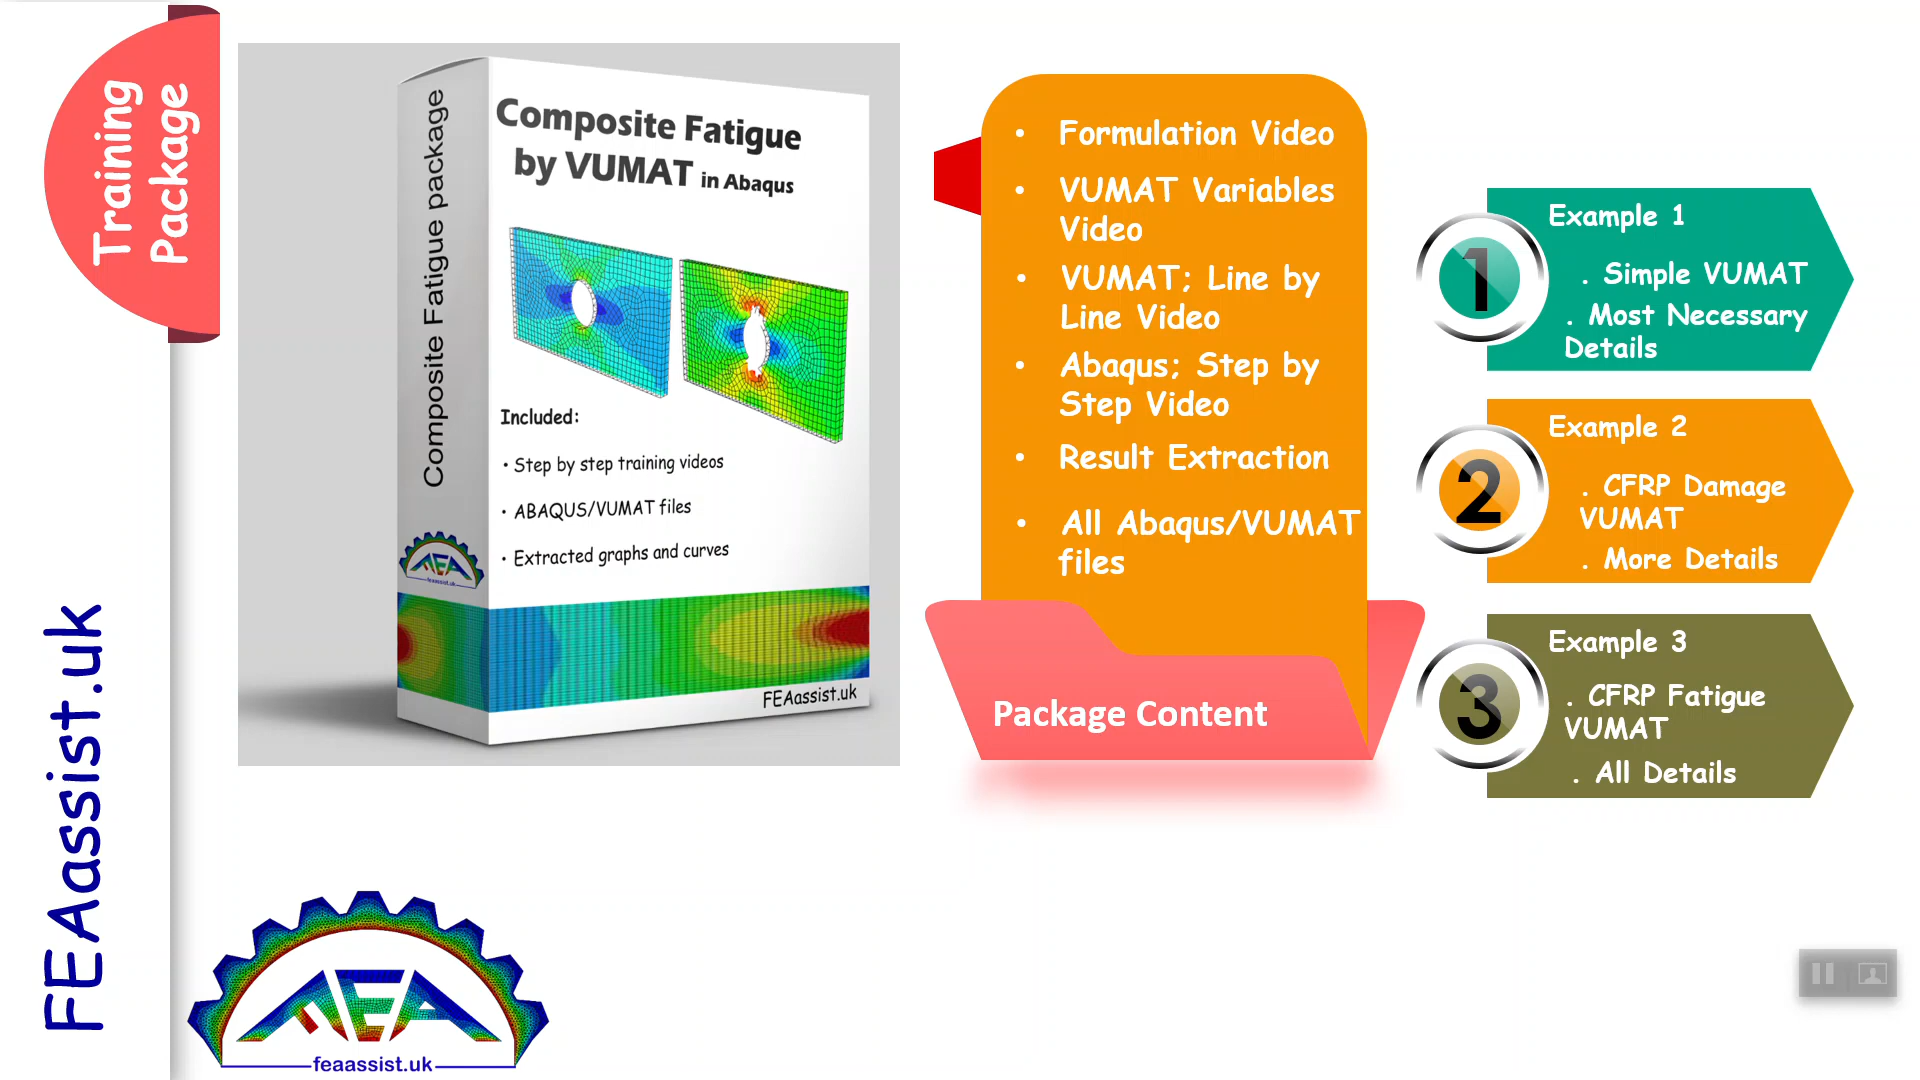 Training
Package
FEAassist.uk
Composite Fatigue package
FEA
feaassist.uk
Composite Fatigue
by VUMAT in Abaqus
Included:
• Step by step training videos
• ABAQUS/VUMAT files
• Extracted graphs and curves
FEAassist.uk
• Formulation Video
• VUMAT Variables
Video
• VUMAT; Line by
Line Video
• Abaqus; Step by
Step Video
• Result Extraction
• All Abaqus/VUMAT
files
Package Content
1
Example 1
. Simple VUMAT
. Most Necessary
Details
2
Example 2
. CFRP Damage
VUMAT
. More Details
3
Example 3
. CFRP Fatigue
VUMAT
. All Details
FEA
feaassist.uk